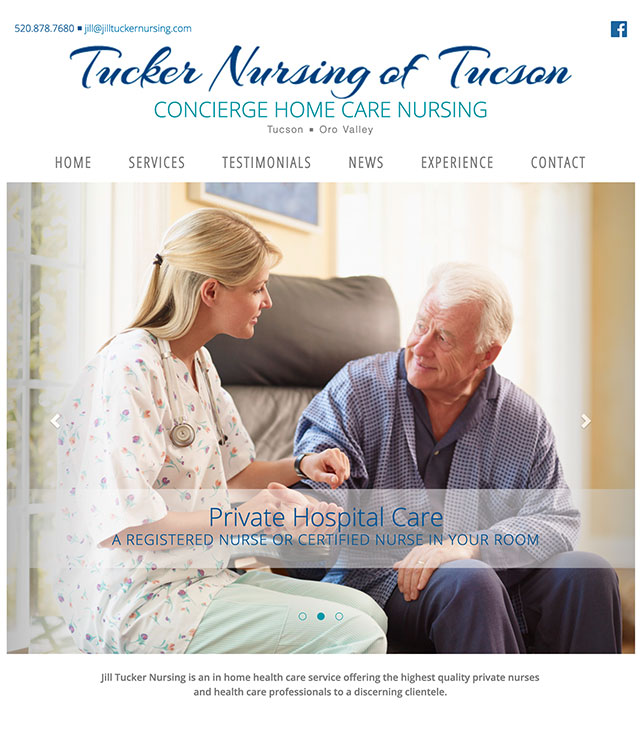 520.878.7680 ▪ jill@jilltuckernursing.com
Tucker Nursing of Tucson
CONCIERGE HOME CARE NURSING
Tucson ▪ Oro Valley
HOME SERVICES TESTIMONIALS NEWS EXPERIENCE CONTACT
Private Hospital Care
A REGISTERED NURSE OR CERTIFIED NURSE IN YOUR ROOM
Jill Tucker Nursing is an in home health care service offering the highest quality private nurses
and health care professionals to a discerning clientele.